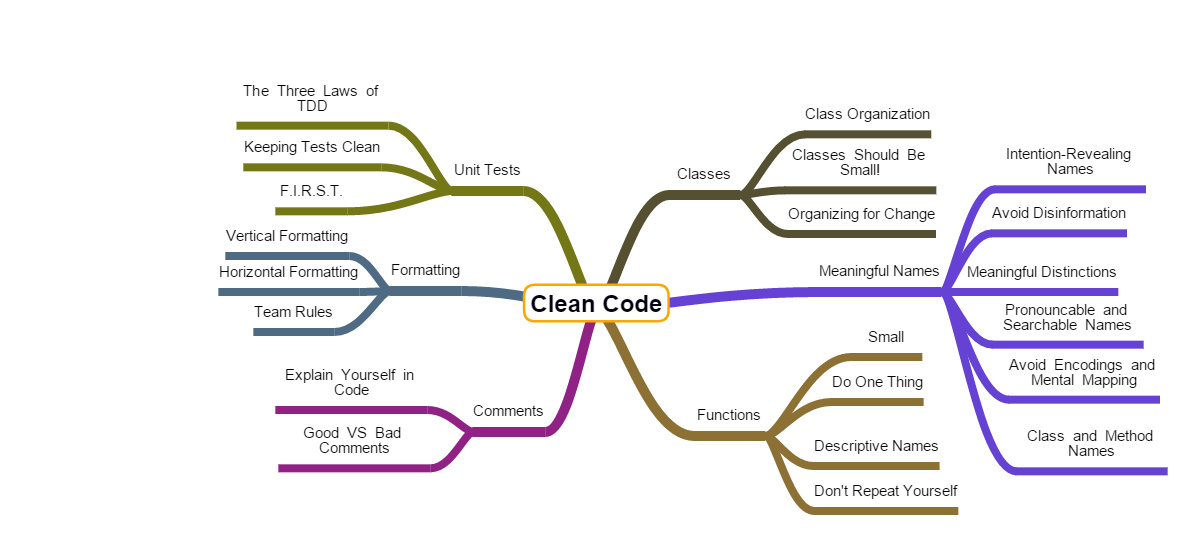 Clean Code
Unit Tests
The Three Laws of
TDD
Keeping Tests Clean
F.I.R.S.T.
Formatting
Vertical Formatting
Horizontal Formatting
Team Rules
Comments
Explain Yourself in
Code
Good VS Bad
Comments
Classes
Class Organization
Classes Should Be
Small!
Organizing for Change
Meaningful Names
Intention-Revealing
Names
Avoid Disinformation
Meaningful Distinctions
Pronouncable and
Searchable Names
Avoid Encodings and
Mental Mapping
Class and Method
Names
Functions
Small
Do One Thing
Descriptive Names
Don't Repeat Yourself